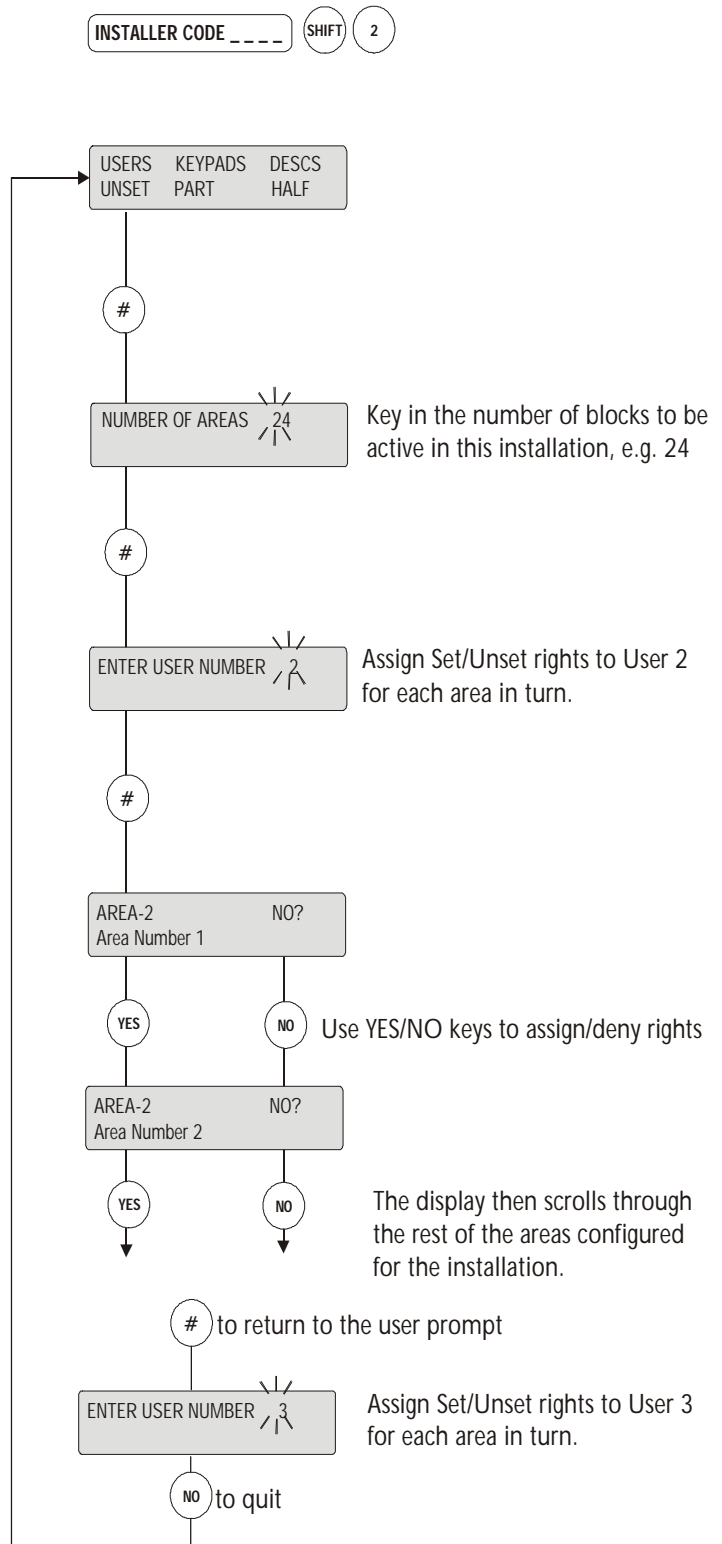 INSTALLER CODE _ _ _ _ SHIFT 2
USERS KEYPADS DESCS
UNSET PART HALF
#
NUMBER OF AREAS 24
Key in the number of blocks to be
active in this installation, e.g. 24
#
ENTER USER NUMBER 2
Assign Set/Unset rights to User 2
for each area in turn.
#
AREA-2 NO?
Area Number 1
YES NO Use YES/NO keys to assign/deny rights
AREA-2 NO?
Area Number 2
YES NO
The display then scrolls through
the rest of the areas configured
for the installation.
# to return to the user prompt
ENTER USER NUMBER 3
Assign Set/Unset rights to User 3
for each area in turn.
NO to quit